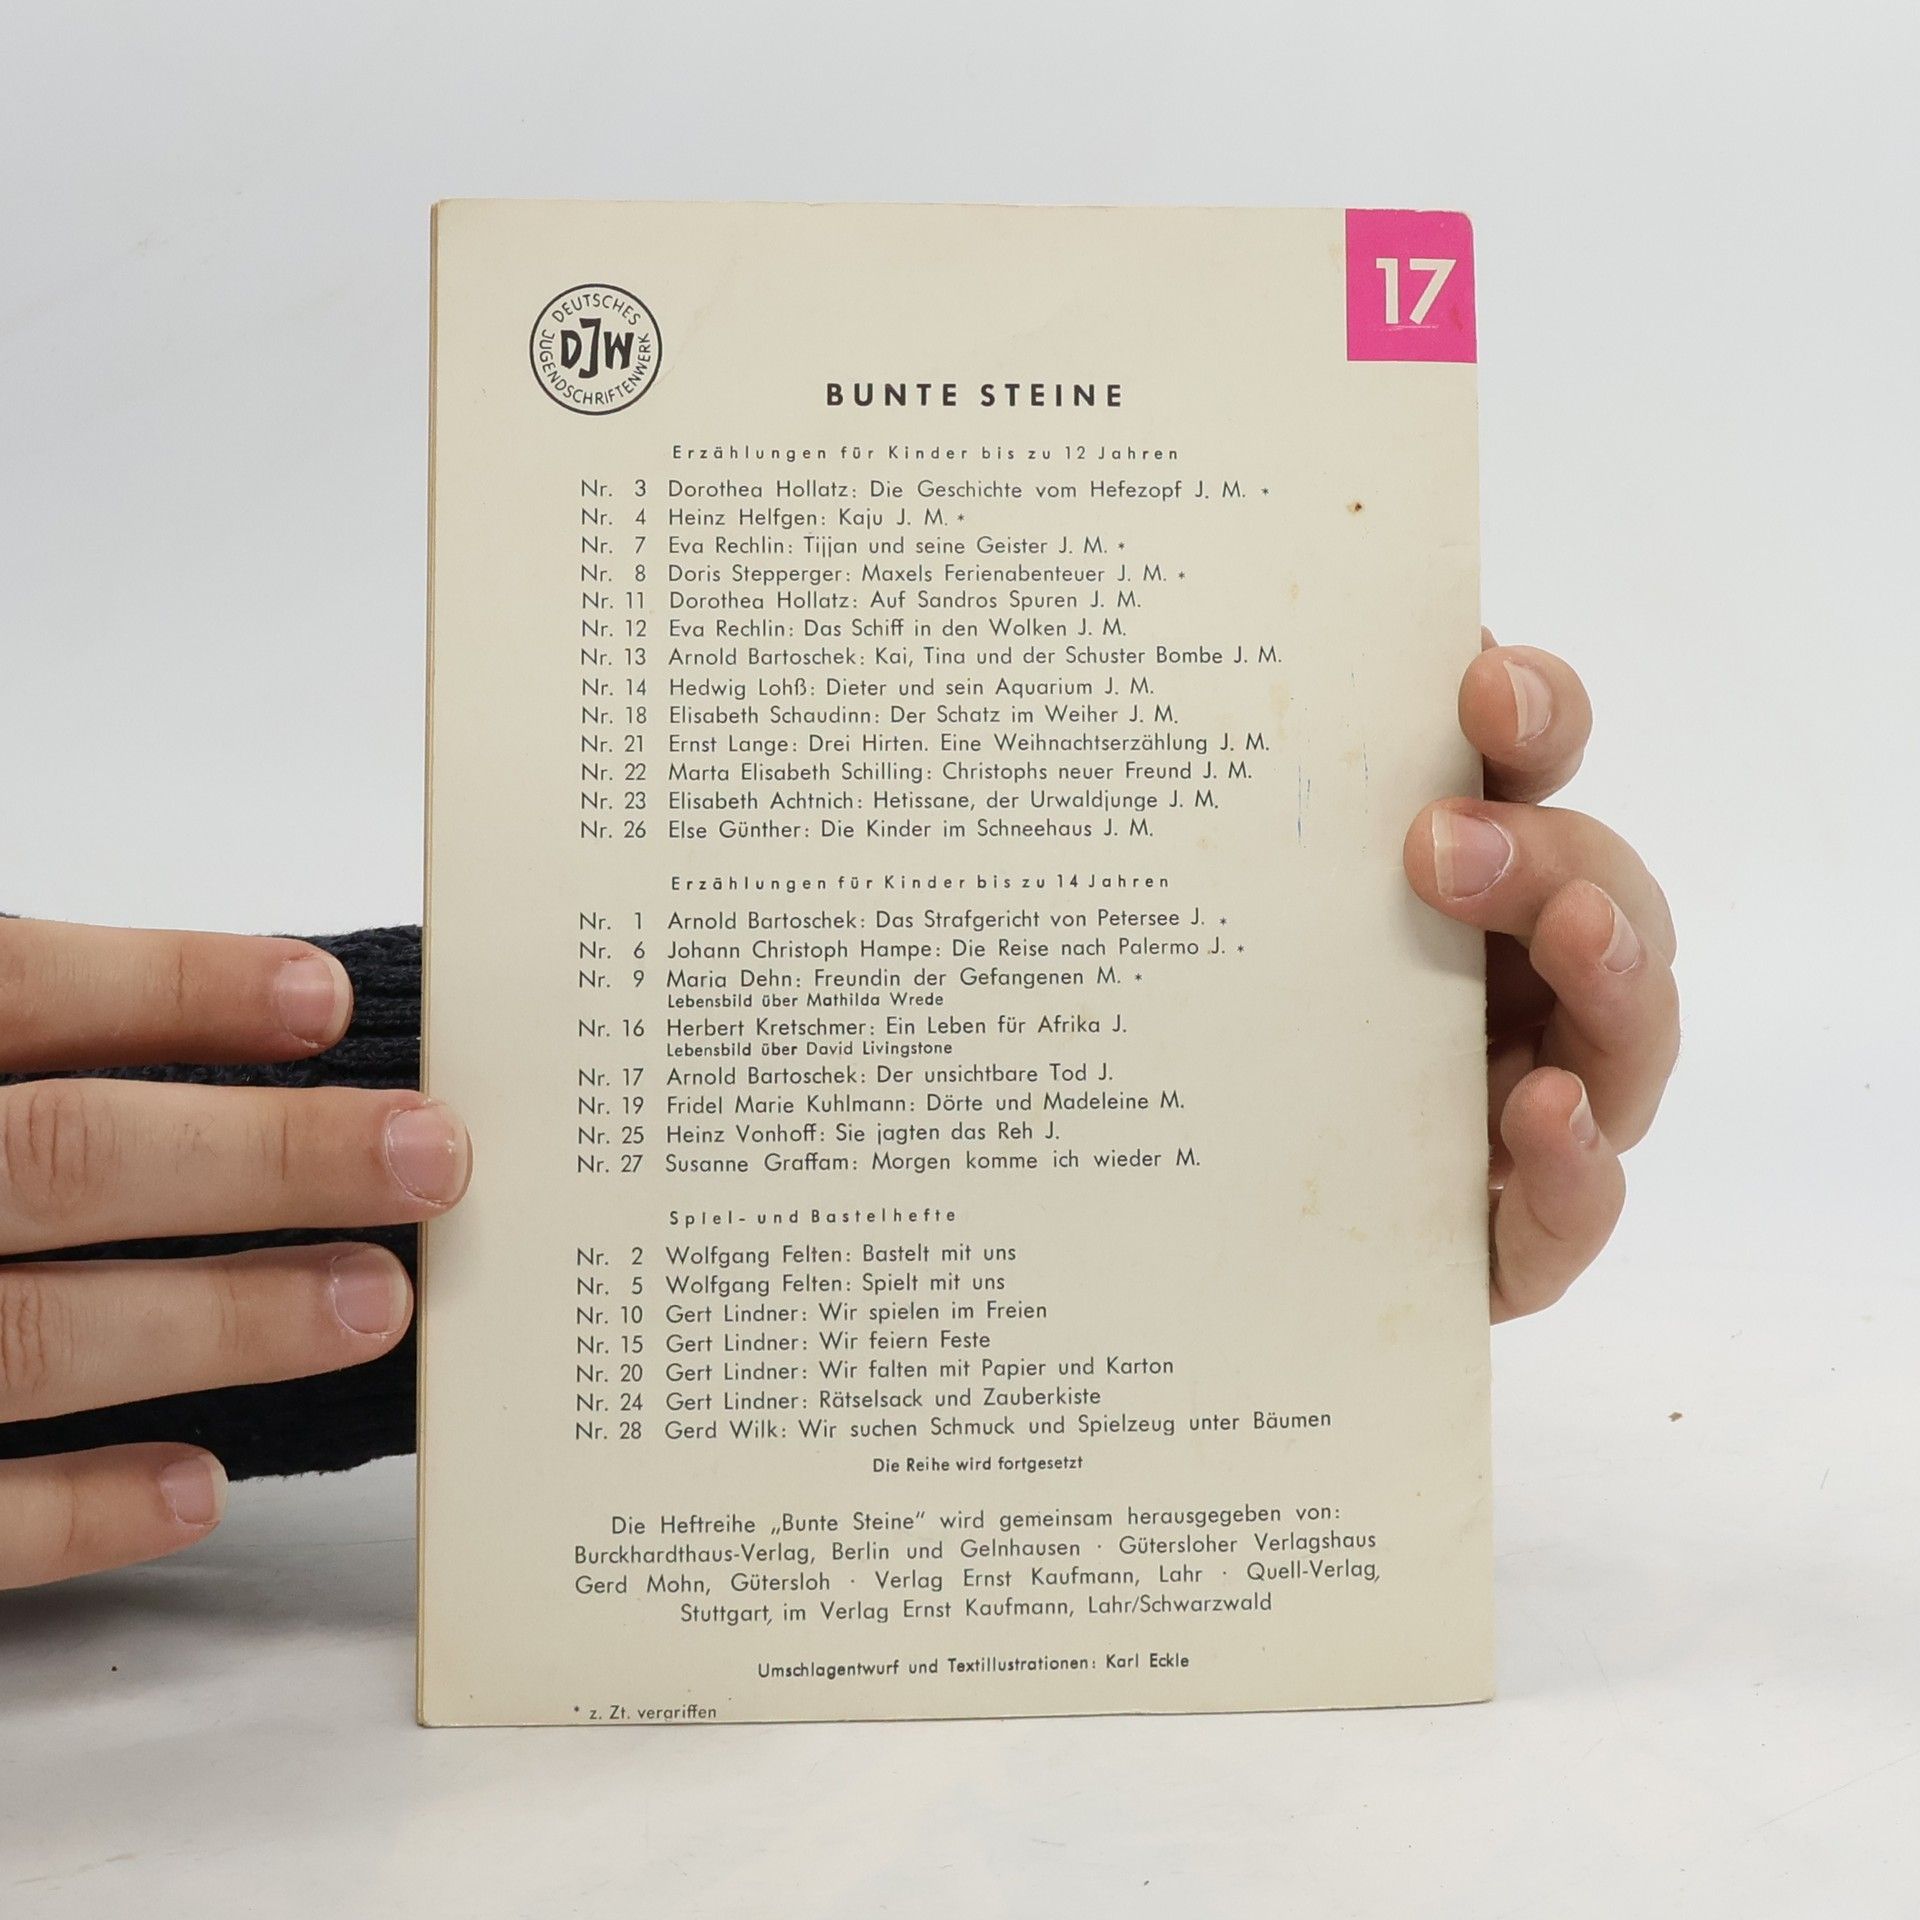 17
DEUTSCHES
DJW
JUGENDSCHRIFTENWERK
BUNTE STEINE
Erzählungen für Kinder bis zu 12 Jahren
Nr. 3 Dorothea Hollatz: Die Geschichte vom Hefezopf J. M. *
Nr. 4 Heinz Helfgen: Kaju J. M. *
Nr. 7 Eva Rechlin: Tijjan und seine Geister J. M. *
Nr. 8 Doris Stepperger: Maxels Ferienabenteuer J. M. *
Nr. 11 Dorothea Hollatz: Auf Sandros Spuren J. M.
Nr. 12 Eva Rechlin: Das Schiff in den Wolken J. M.
Nr. 13 Arnold Bartoschek: Kai, Tina und der Schuster Bombe J. M.
Nr. 14 Hedwig Lohß: Dieter und sein Aquarium J. M.
Nr. 18 Elisabeth Schaudinn: Der Schatz im Weiher J. M.
Nr. 21 Ernst Lange: Drei Hirten. Eine Weihnachtserzählung J. M.
Nr. 22 Marta Elisabeth Schilling: Christophs neuer Freund J. M.
Nr. 23 Elisabeth Achtnich: Hetissane, der Urwaldjunge J. M.
Nr. 26 Else Günther: Die Kinder im Schneehaus J. M.
Erzählungen für Kinder bis zu 14 Jahren
Nr. 1 Arnold Bartoschek: Das Strafgericht von Petersee J. *
Nr. 6 Johann Christoph Hampe: Die Reise nach Palermo J. *
Nr. 9 Maria Dehn: Freundin der Gefangenen M. *
Lebensbild über Mathilda Wrede
Nr. 16 Herbert Kretschmer: Ein Leben für Afrika J.
Lebensbild über David Livingstone
Nr. 17 Arnold Bartoschek: Der unsichtbare Tod J.
Nr. 19 Fridel Marie Kuhlmann: Dörte und Madeleine M.
Nr. 25 Heinz Vonhoff: Sie jagten das Reh J.
Nr. 27 Susanne Graffam: Morgen komme ich wieder M.
Spiel- und Bastelhefte
Nr. 2 Wolfgang Felten: Bastelt mit uns
Nr. 5 Wolfgang Felten: Spielt mit uns
Nr. 10 Gert Lindner: Wir spielen im Freien
Nr. 15 Gert Lindner: Wir feiern Feste
Nr. 20 Gert Lindner: Wir falten mit Papier und Karton
Nr. 24 Gert Lindner: Rätselsack und Zauberkiste
Nr. 28 Gerd Wilk: Wir suchen Schmuck und Spielzeug unter Bäumen
Die Reihe wird fortgesetzt
Die Heftreihe „Bunte Steine" wird gemeinsam herausgegeben von:
Burckhardthaus-Verlag, Berlin und Gelnhausen · Gütersloher Verlagshaus
Gerd Mohn, Gütersloh · Verlag Ernst Kaufmann, Lahr · Quell-Verlag,
Stuttgart, im Verlag Ernst Kaufmann, Lahr/Schwarzwald
Umschlagentwurf und Textillustrationen: Karl Eckle
* z. Zt. vergriffen